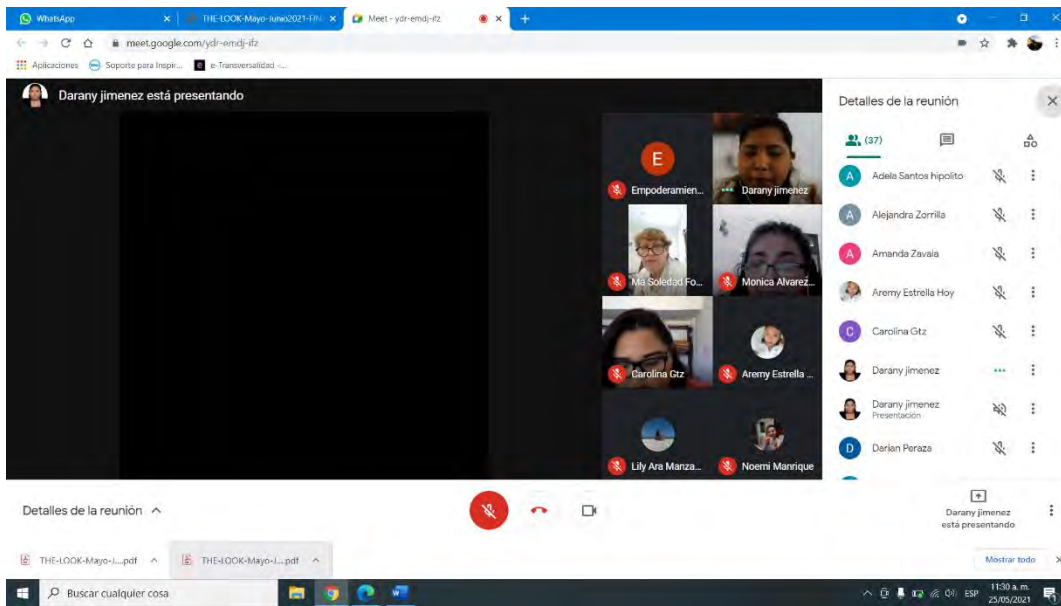 WhatsApp
THE-LOOK-Mayo-Junio2021-FIN
Meet - ydr-emdj-ifz
meet.google.com/ydr-emdj-ifz
Aplicaciones
Soporte para Inspir...
e-Transversalidad -...
Darany jimenez está presentando
E
Empoderamien...
Darany jimenez
Ma Soledad Fo...
Monica Alvarez...
Carolina Gtz
Aremy Estrella ...
Lily Ara Manza...
Noemi Manrique
Detalles de la reunión
(37)
A Adela Santos hipolito
A Alejandra Zorrilla
A Amanda Zavala
Aremy Estrella Hoy
C Carolina Gtz
Darany jimenez
Darany jimenez
Presentación
D Darian Peraza
Detalles de la reunión
Darany jimenez
está presentando
THE-LOOK-Mayo-J....pdf
THE-LOOK-Mayo-J....pdf
Mostrar todo
Buscar cualquier cosa
ESP
11:30 a. m.
25/05/2021